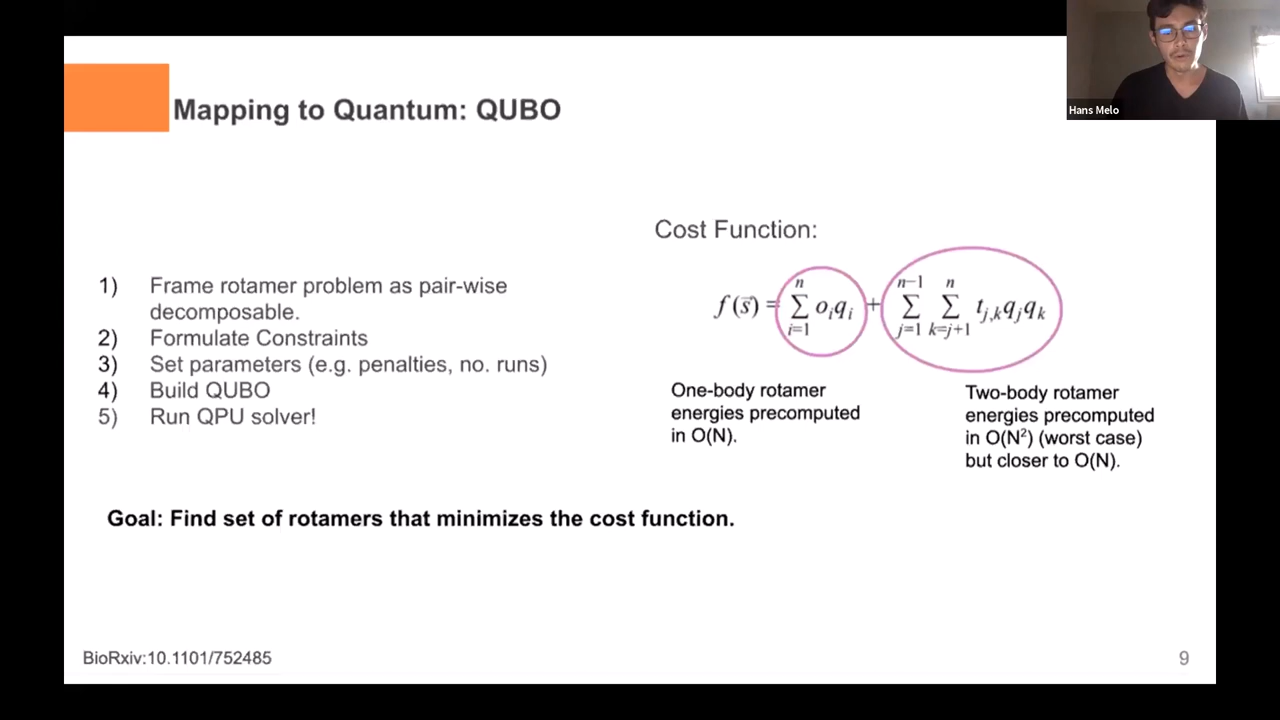 Mapping to Quantum: QUBO
Hans Melo
1) Frame rotamer problem as pair-wise
decomposable.
2) Formulate Constraints
3) Set parameters (e.g. penalties, no. runs)
4) Build QUBO
5) Run QPU solver!
Cost Function:
f(s⃗) = ∑_{i=1}^{n} o_i q_i + ∑_{j=1}^{n−1} ∑_{k=j+1}^{n} t_{j,k} q_j q_k
One-body rotamer
energies precomputed
in O(N).
Two-body rotamer
energies precomputed
in O(N²) (worst case)
but closer to O(N).
Goal: Find set of rotamers that minimizes the cost function.
BioRxiv:10.1101/752485
9